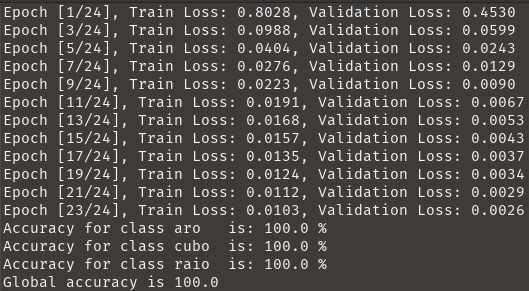 Epoch [1/24], Train Loss: 0.8028, Validation Loss: 0.4530
Epoch [3/24], Train Loss: 0.0988, Validation Loss: 0.0599
Epoch [5/24], Train Loss: 0.0404, Validation Loss: 0.0243
Epoch [7/24], Train Loss: 0.0276, Validation Loss: 0.0129
Epoch [9/24], Train Loss: 0.0223, Validation Loss: 0.0090
Epoch [11/24], Train Loss: 0.0191, Validation Loss: 0.0067
Epoch [13/24], Train Loss: 0.0168, Validation Loss: 0.0053
Epoch [15/24], Train Loss: 0.0157, Validation Loss: 0.0043
Epoch [17/24], Train Loss: 0.0135, Validation Loss: 0.0037
Epoch [19/24], Train Loss: 0.0124, Validation Loss: 0.0034
Epoch [21/24], Train Loss: 0.0112, Validation Loss: 0.0029
Epoch [23/24], Train Loss: 0.0103, Validation Loss: 0.0026
Accuracy for class aro   is: 100.0 %
Accuracy for class cubo  is: 100.0 %
Accuracy for class raio  is: 100.0 %
Global accuracy is 100.0